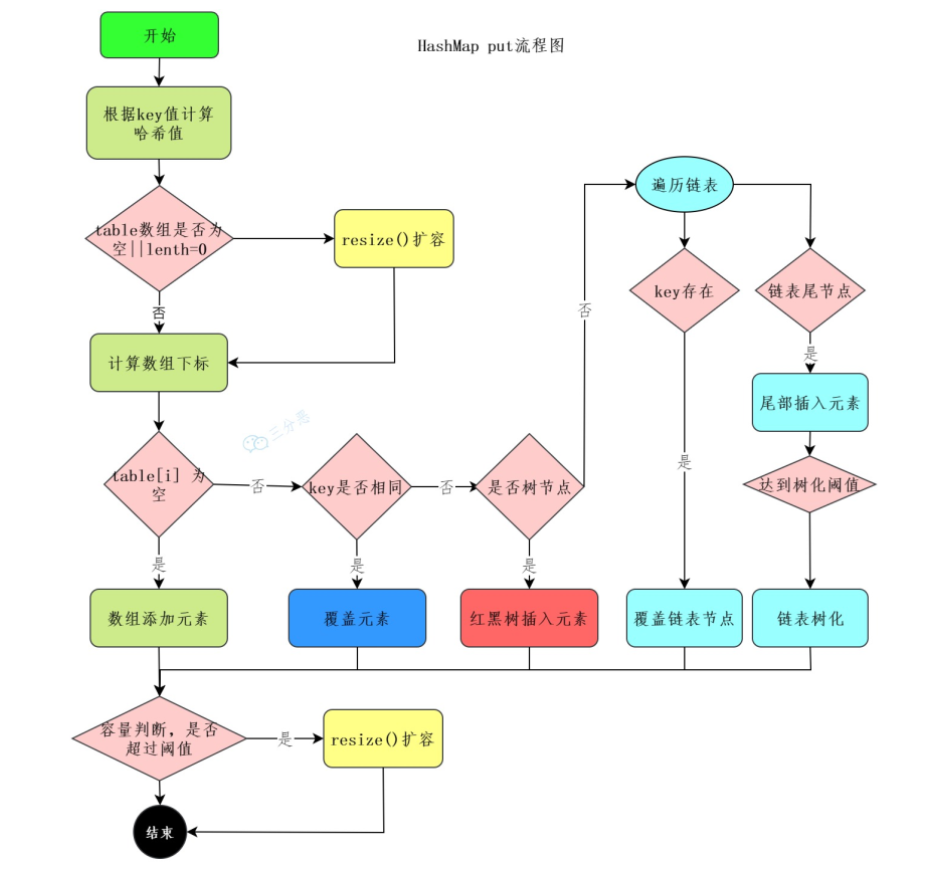 HashMap put流程图
开始
根据key值计算
哈希值
table数组是否为
空||lenth=0
resize()扩容
否
计算数组下标
遍历链表
key存在
链表尾节点
否
是
尾部插入元素
三分恶
table[i] 为
空
否
key是否相同
否
是否树节点
是
达到树化阈值
是
是
是
数组添加元素
覆盖元素
红黑树插入元素
覆盖链表节点
链表树化
容量判断，是否
超过阈值
是
resize()扩容
结束